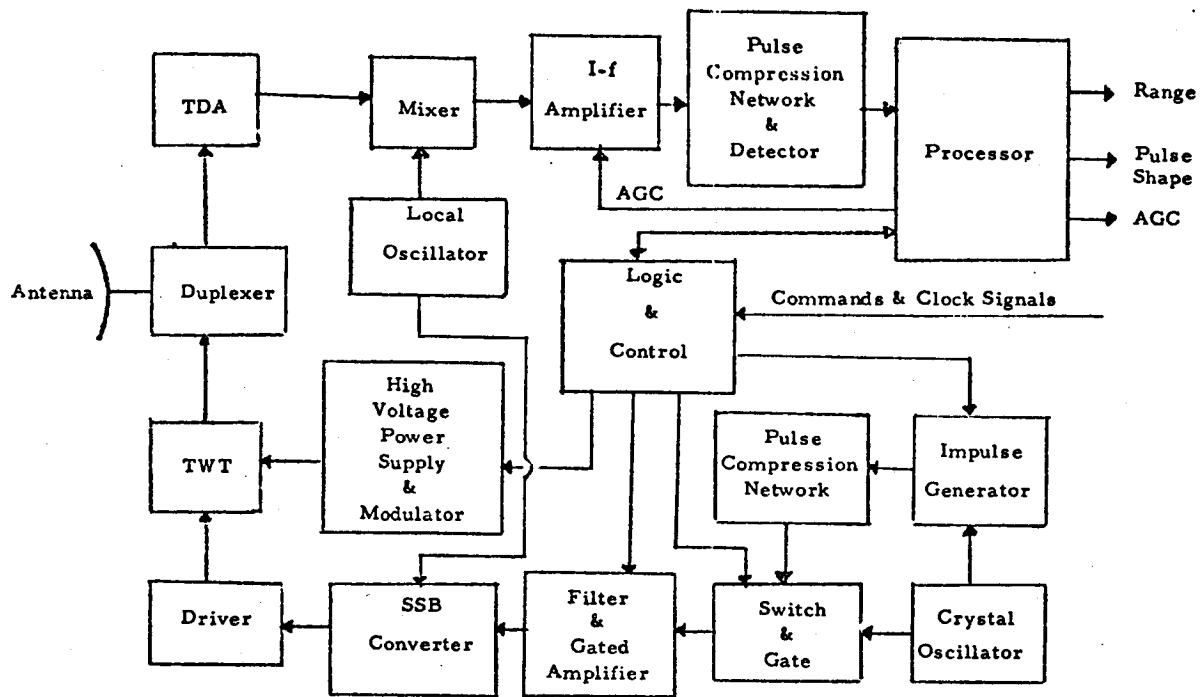 TDA
Mixer
I-f
Amplifier
Pulse
Compression
Network
&
Detector
Processor
Range
Pulse
Shape
AGC
AGC
Local
Oscillator
Antenna
Duplexer
Logic
&
Control
Commands & Clock Signals
High
Voltage
Power
Supply
&
Modulator
TWT
Pulse
Compression
Network
Impulse
Generator
Driver
SSB
Converter
Filter
&
Gated
Amplifier
Switch
&
Gate
Crystal
Oscillator